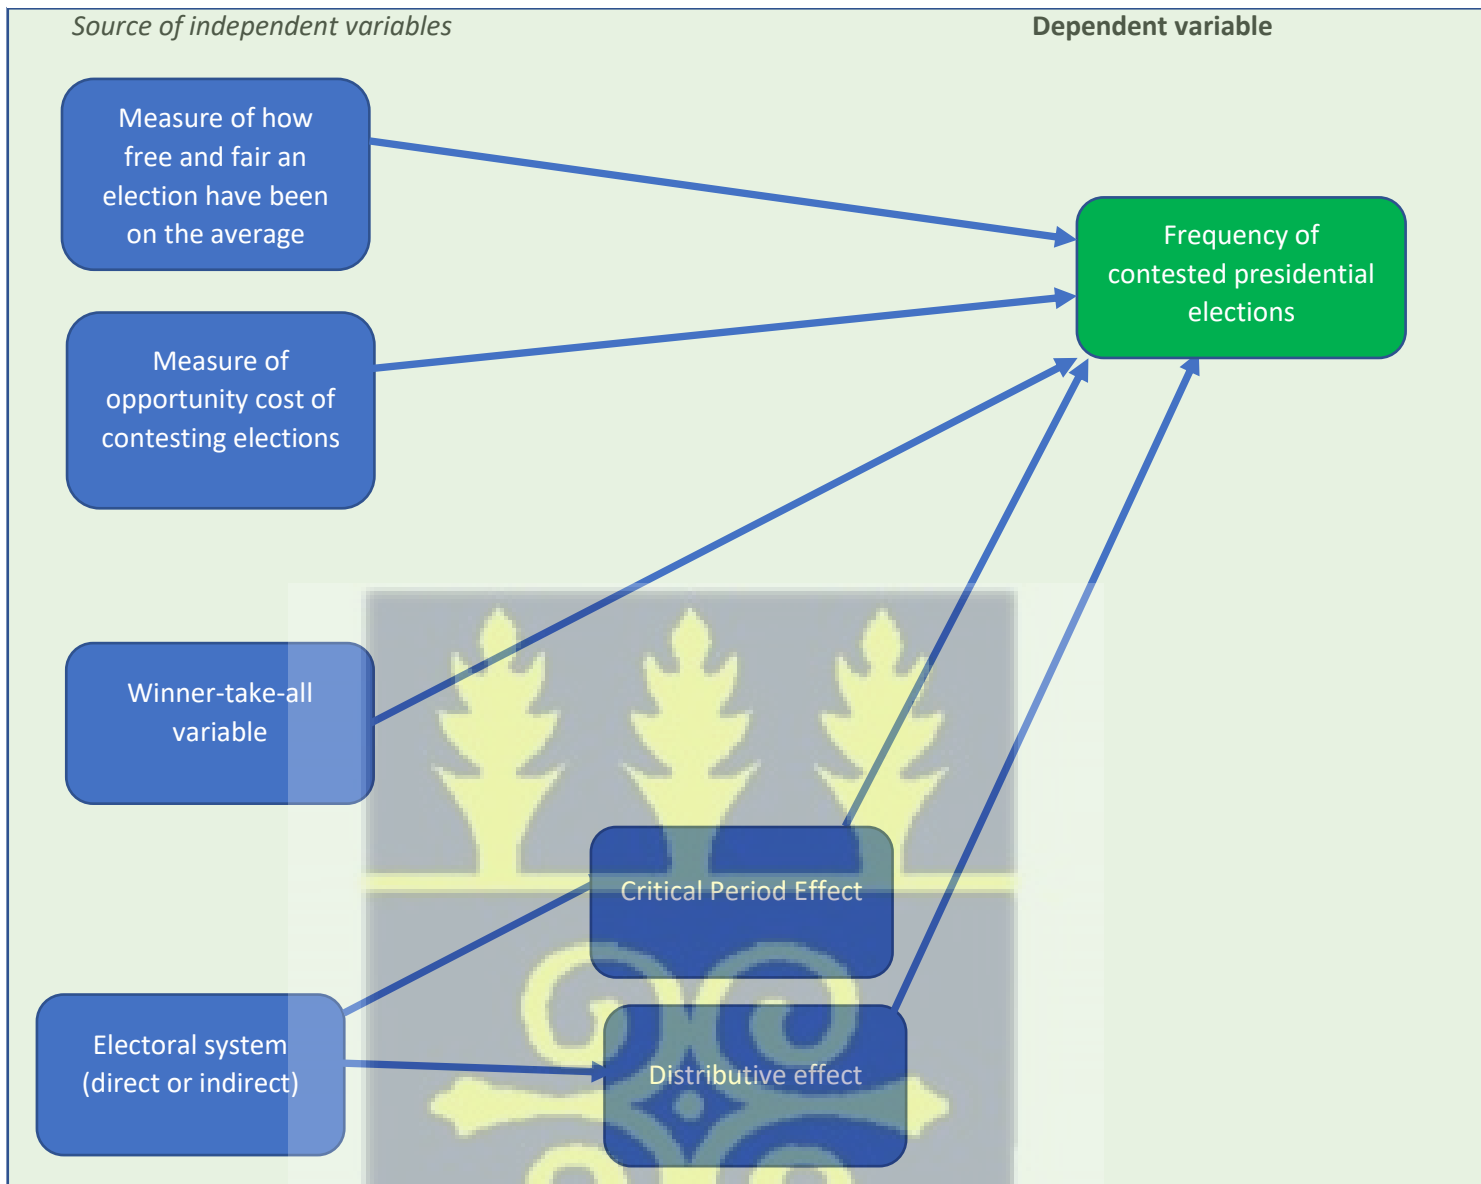 Source of independent variables
Dependent variable
Measure of how
free and fair an
election have been
on the average
Frequency of
contested presidential
elections
Measure of
opportunity cost of
contesting elections
Winner-take-all
variable
Critical Period Effect
Electoral system
(direct or indirect)
Distributive effect